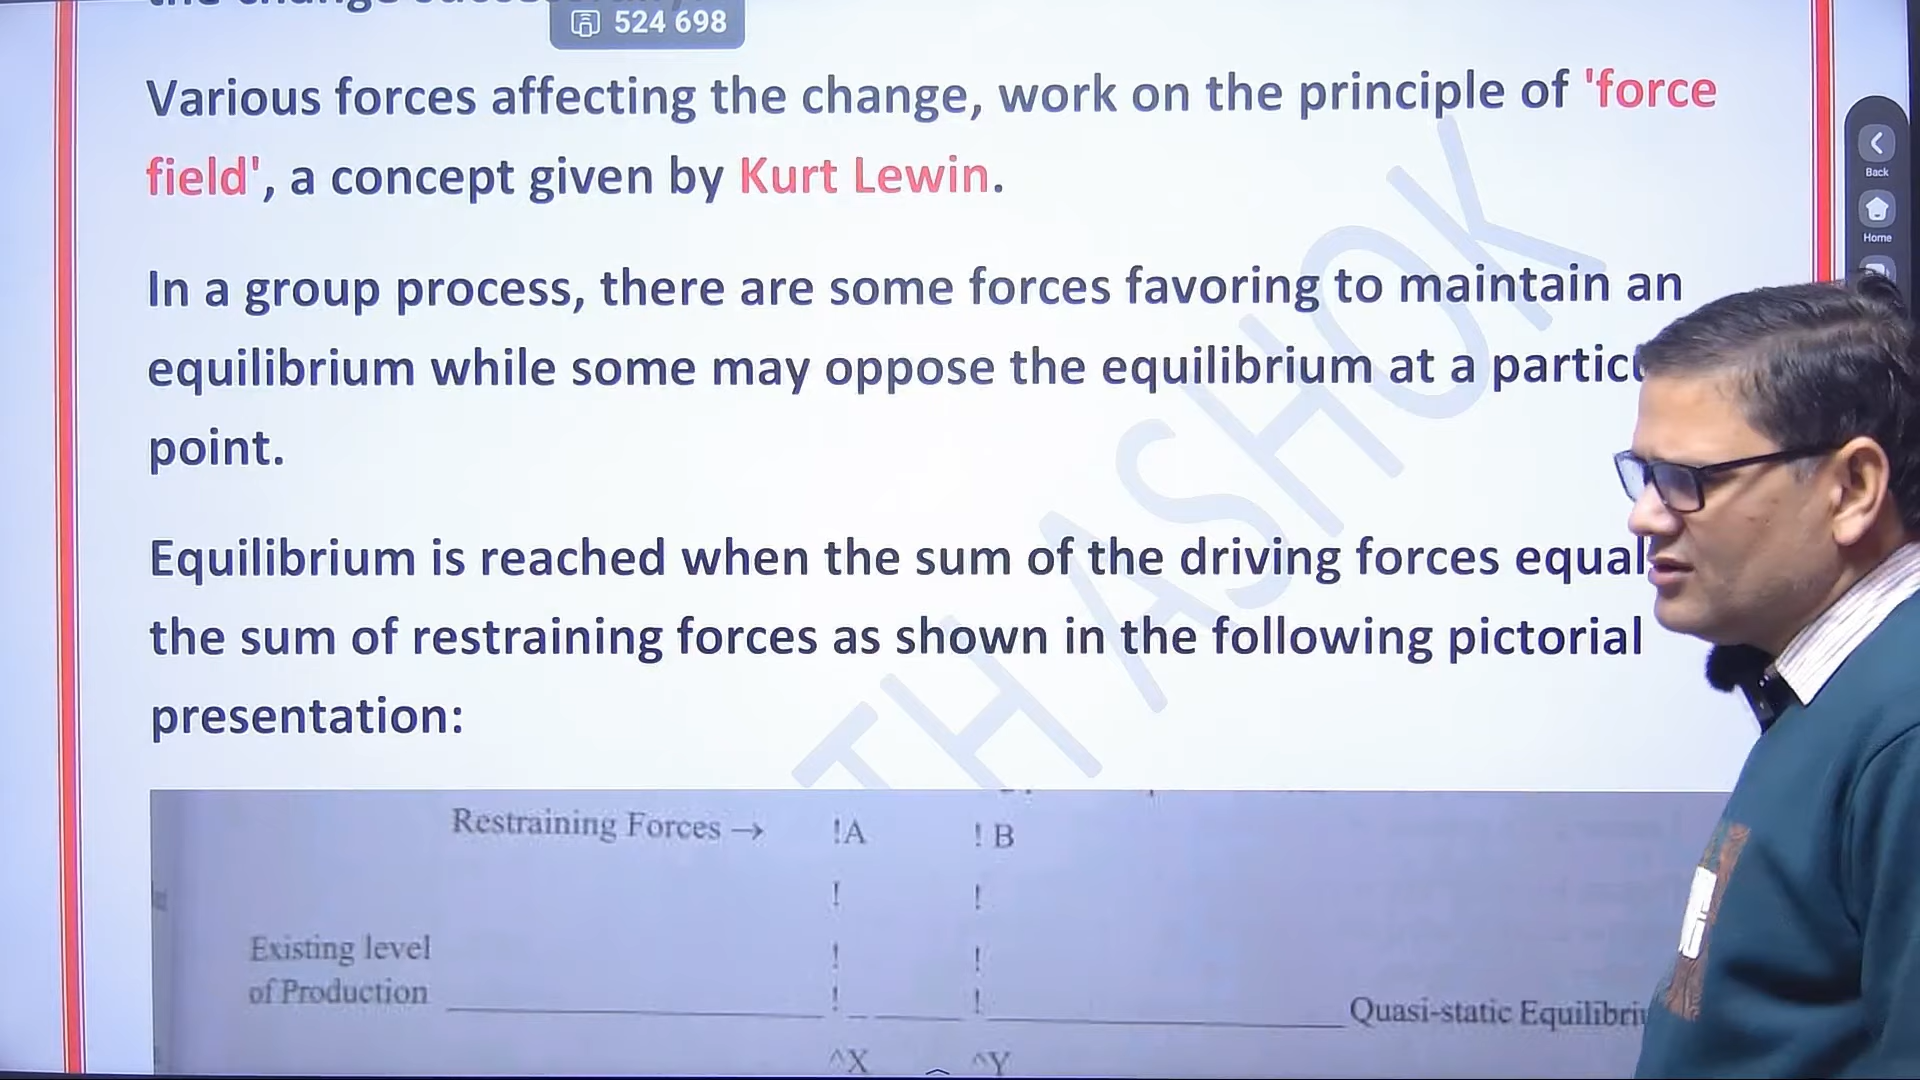 524 698
Various forces affecting the change, work on the principle of 'force
field', a concept given by Kurt Lewin.
In a group process, there are some forces favoring to maintain an
equilibrium while some may oppose the equilibrium at a
point.
Equilibrium is reached when the sum of the driving forces
the sum of restraining forces as shown in the following pictorial
presentation:
Restraining Forces → !A ! B
! !
Existing level ! !
of Production ! ! Quasi-static
^X ^Y
TH ASHOK
Back
Home